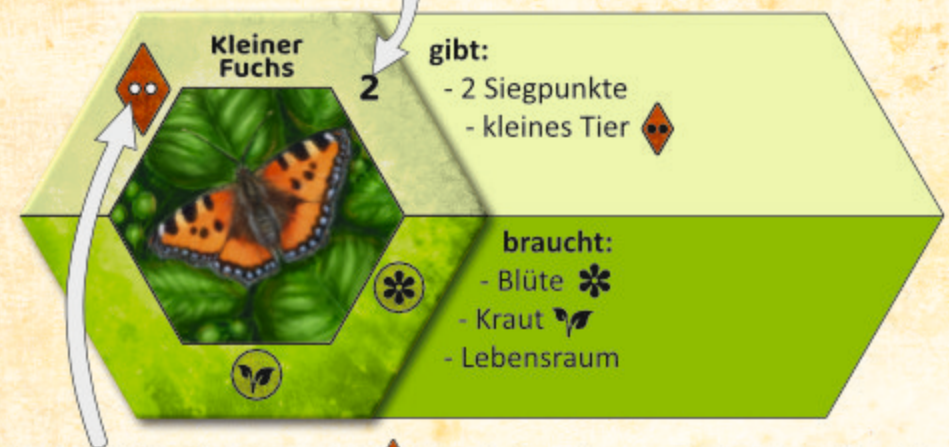 Kleiner
Fuchs
2
gibt:
- 2 Siegpunkte
- kleines Tier
braucht:
- Blüte
- Kraut
- Lebensraum